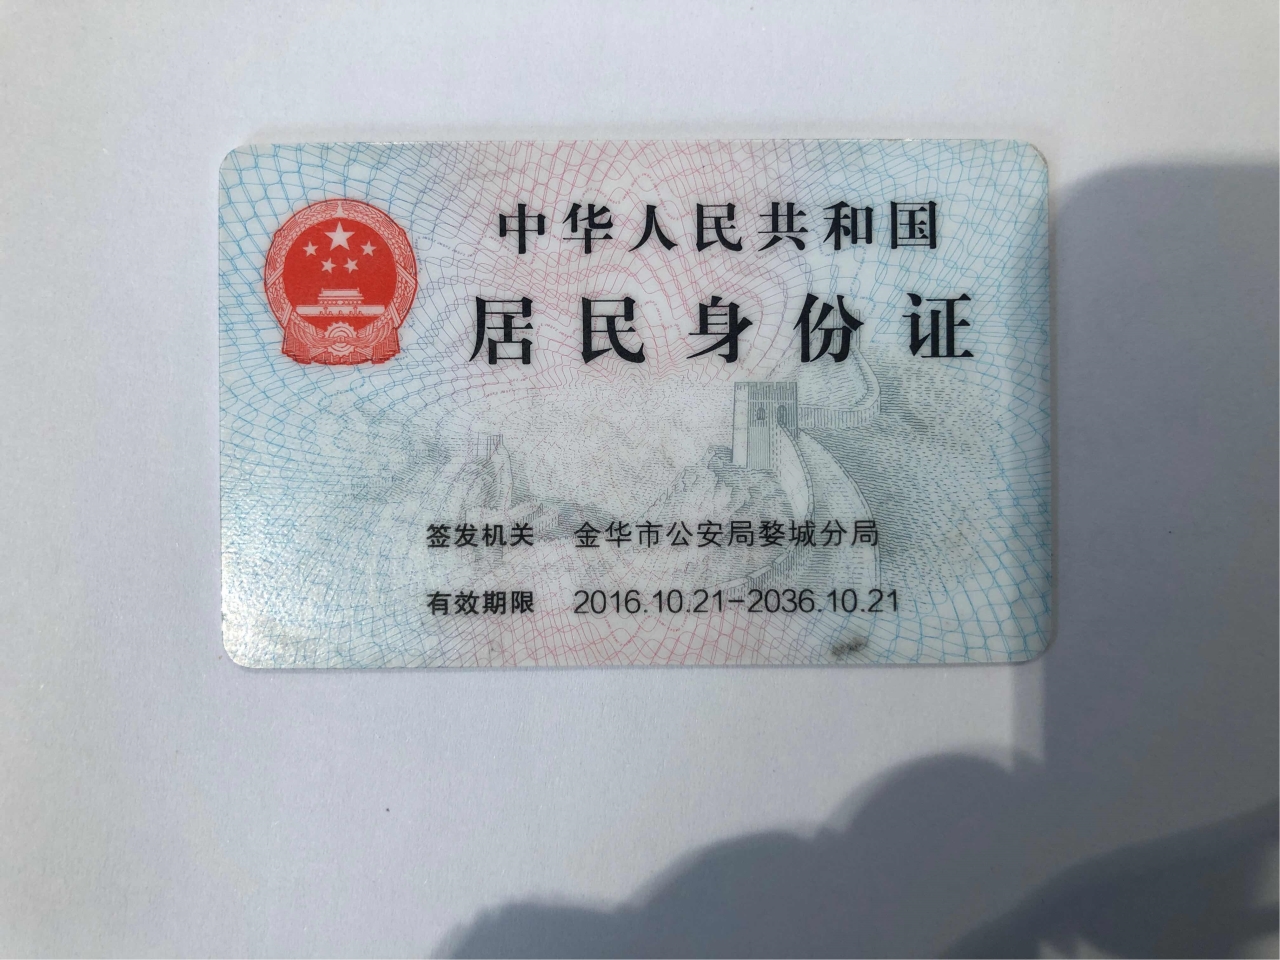 中华人民共和国
居民身份证
签发机关 金华市公安局婺城分局
有效期限 2016.10.21-2036.10.21